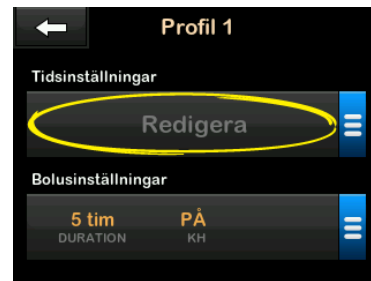 Profil 1
Tidsinställningar
Redigera
Bolusinställningar
5 tim PÅ
DURATION KH